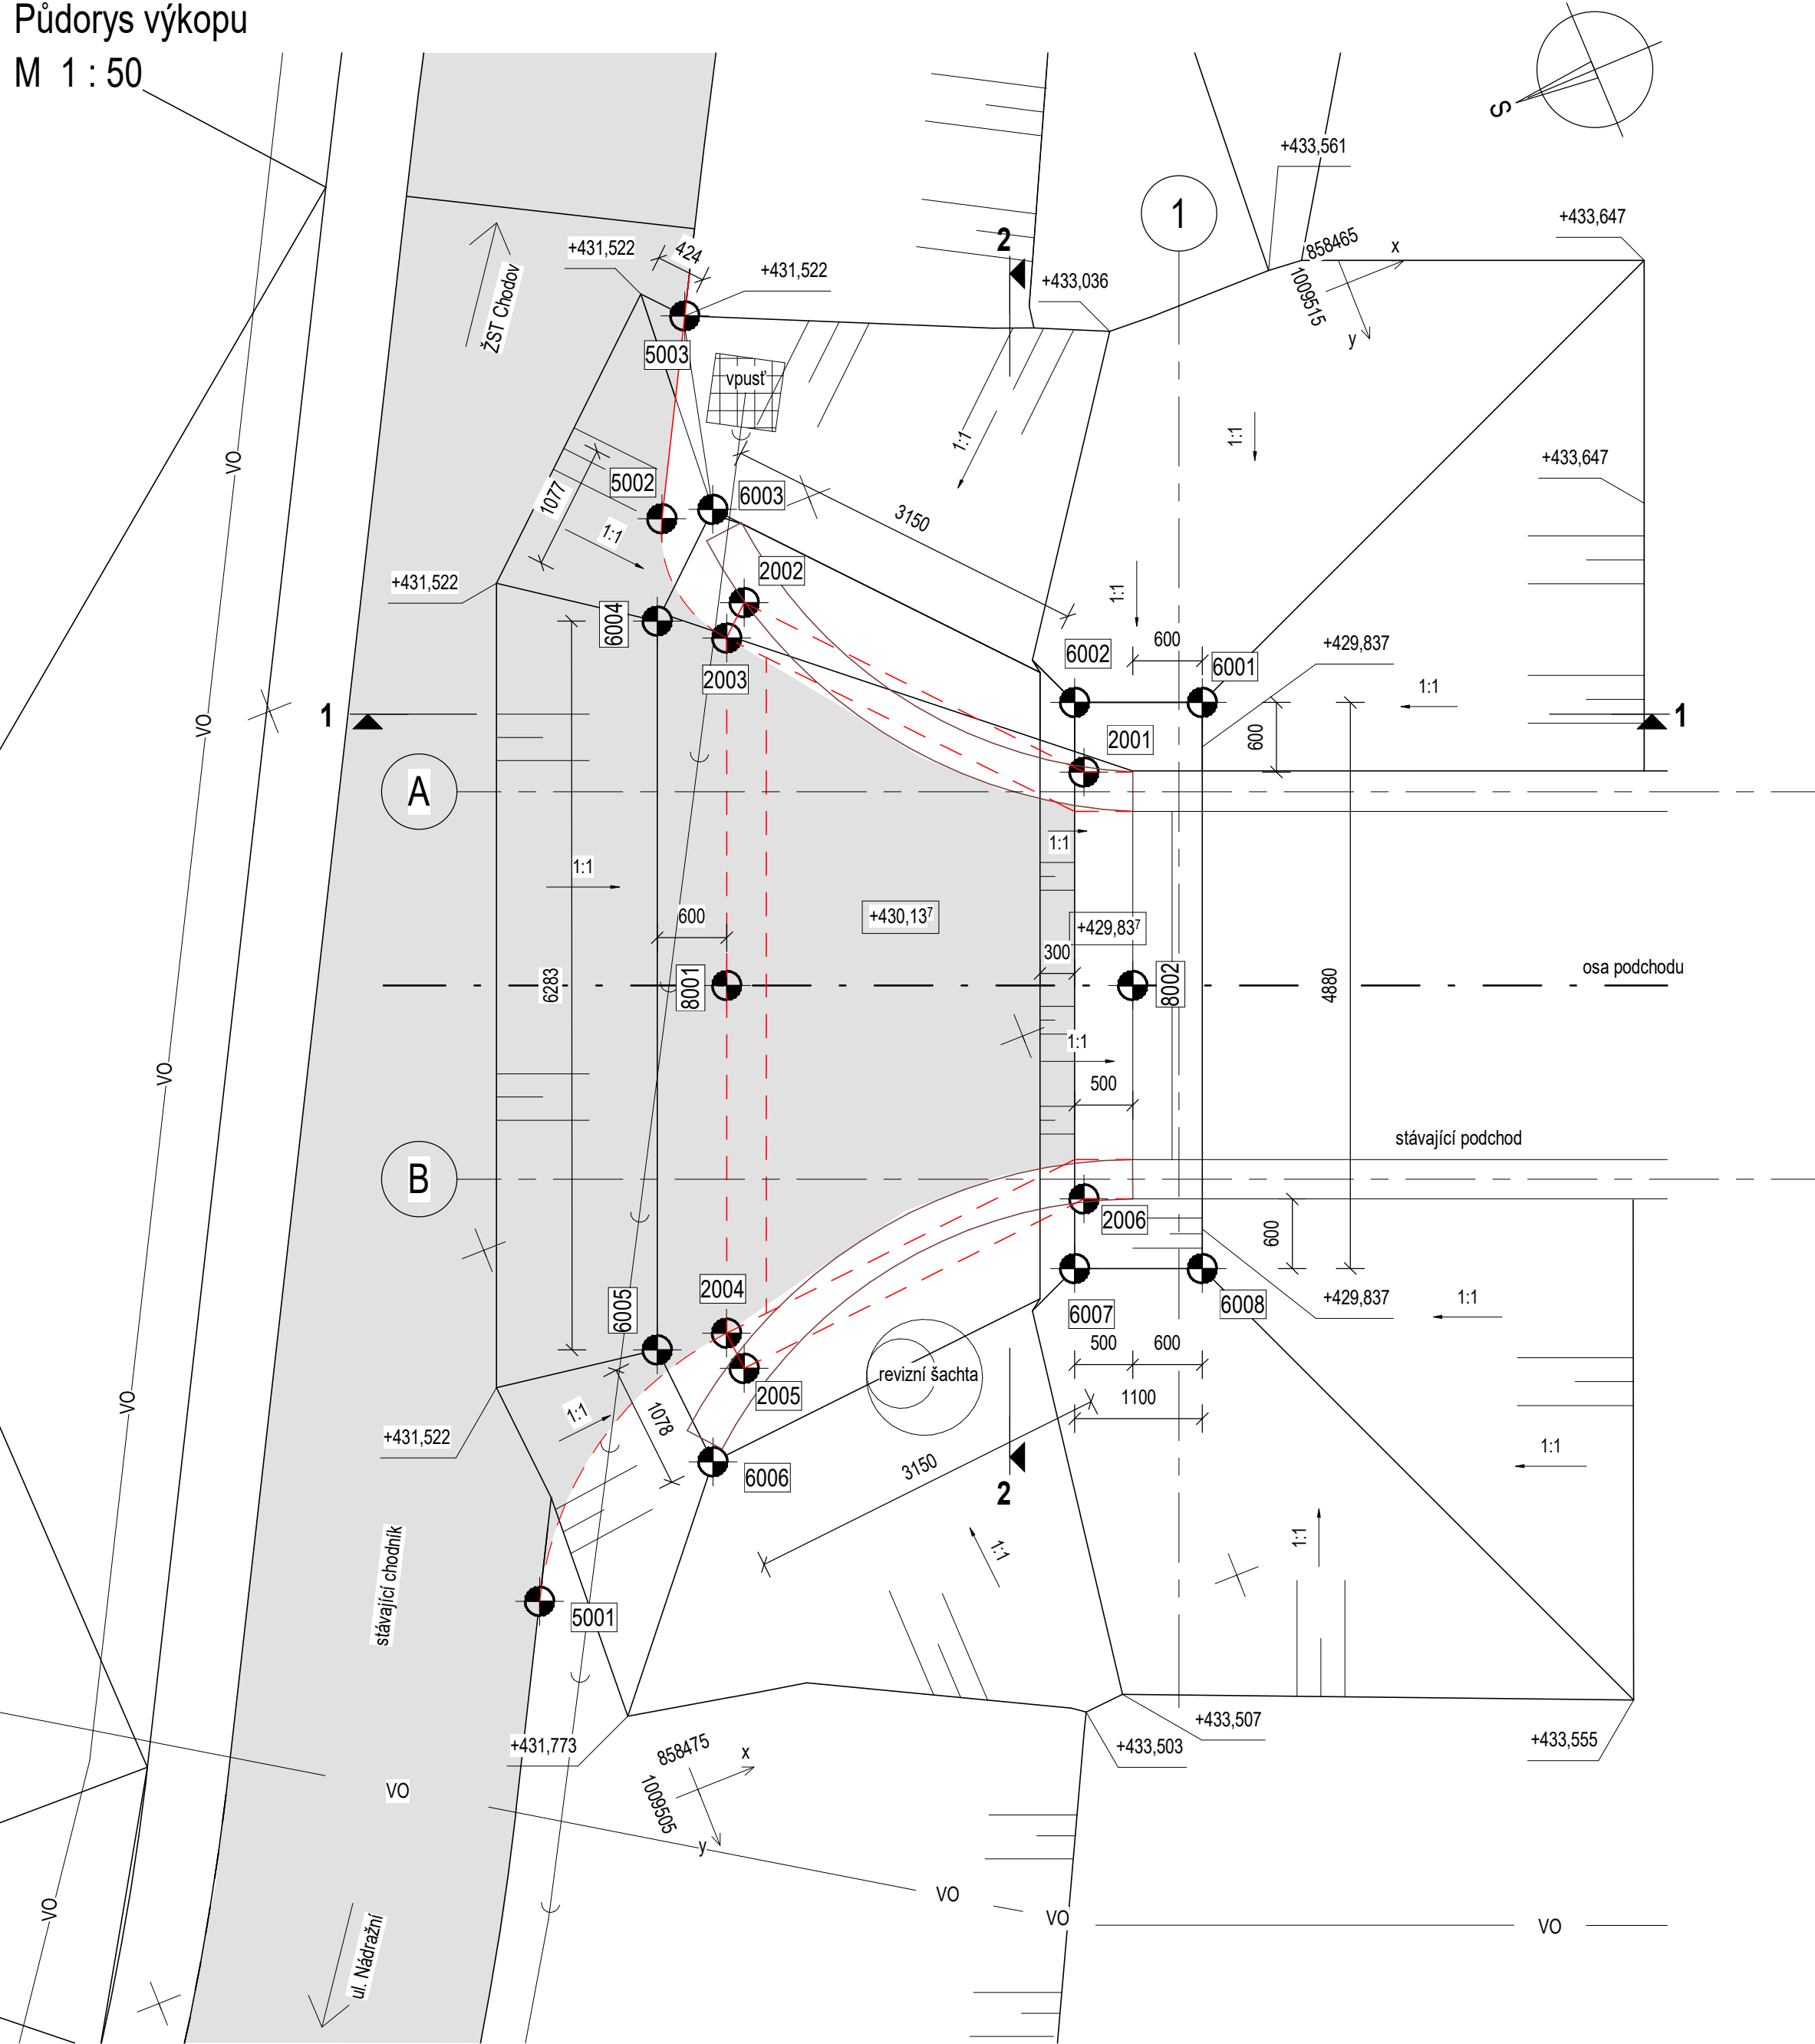 Půdorys výkopu
M 1 : 50
S
+433,561
1
+433,647
858465
x
1009515
y
2
+431,522
424
+431,522
+433,036
ŽST Chodov
5003
vpusť
VO
1:1
1:1
+433,647
5002
6003
1077
1:1
3150
2002
+431,522
6004
1:1
600
+429,837
6002
6001
2003
1:1
1
1
VO
2001
600
A
1:1
1:1
600
+430,13⁷
+429,83⁷
300
osa podchodu
6283
8001
8002
4880
VO
1:1
500
stávající podchod
B
2006
600
2004
6005
6007
6008
+429,837
1:1
500
600
revizní šachta
2005
1100
VO
1:1
1078
+431,522
6006
3150
1:1
2
stávající chodník
1:1
1:1
5001
+433,507
+431,773
858475
x
+433,503
+433,555
VO
1009505
y
VO
VO
VO
VO
ul. Nádražní